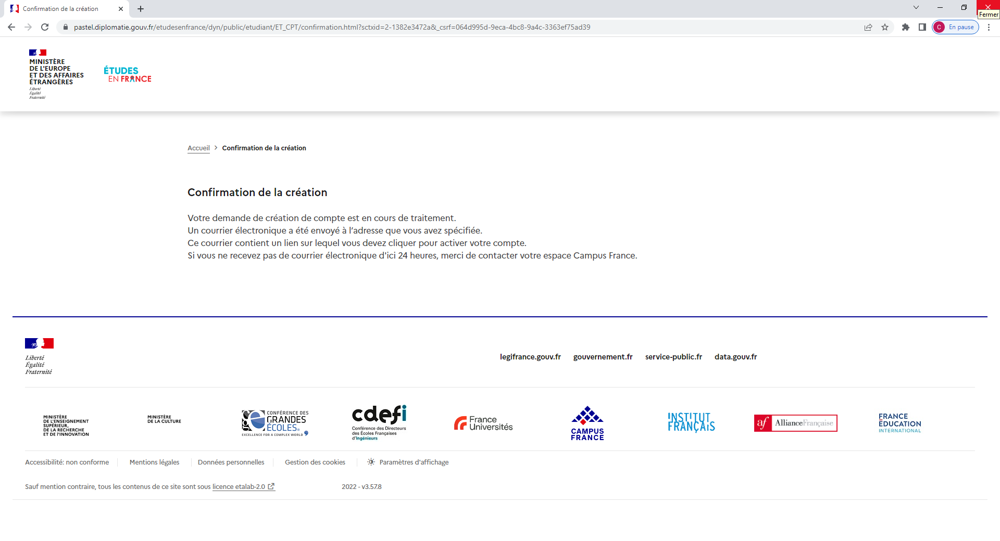 Confirmation de la création
Fermer
pastel.diplomatie.gouv.fr/etudesenfrance/dyn/public/etudiant/ET_CPT/confirmation.html?sctxid=2-1382e3472a8&_csrf=064d995d-9eca-4bc8-9a4c-3363ef75ad39
C En pause
MINISTÈRE
DE L'EUROPE
ET DES AFFAIRES
ÉTRANGÈRES
Liberté
Égalité
Fraternité
ÉTUDES
EN FRANCE
Accueil > Confirmation de la création
Confirmation de la création
Votre demande de création de compte est en cours de traitement.
Un courrier électronique a été envoyé à l’adresse que vous avez spécifiée.
Ce courrier contient un lien sur lequel vous devez cliquer pour activer votre compte.
Si vous ne recevez pas de courrier électronique d'ici 24 heures, merci de contacter votre espace Campus France.
Liberté
Égalité
Fraternité
legifrance.gouv.fr gouvernement.fr service-public.fr data.gouv.fr
MINISTÈRE
DE L'ENSEIGNEMENT
SUPÉRIEUR,
DE LA RECHERCHE
ET DE L'INNOVATION
MINISTÈRE
DE LA CULTURE
CONFÉRENCE DES
GRANDES
ÉCOLES
EXCELLENCE FOR A COMPLEX WORLD
cdefi
Conférence des Directeurs
des Écoles Françaises
d'Ingénieurs
France
Universités
CAMPUS
FRANCE
INSTITUT
FRANÇAIS
af AllianceFrançaise
FRANCE
ÉDUCATION
INTERNATIONAL
Accessibilité: non conforme Mentions légales Données personnelles Gestion des cookies Paramètres d'affichage
Sauf mention contraire, tous les contenus de ce site sont sous licence etalab-2.0 2022 - v3.57.8